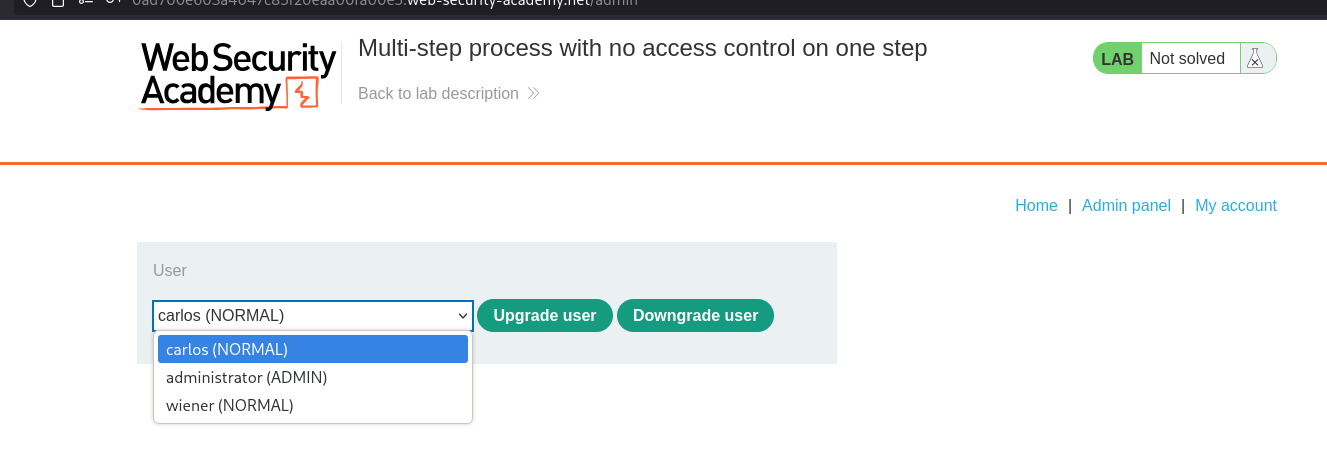 0ad700e603a4047c85f20eaa00fa00e5.web-security-academy.net/admin
Web Security
Academy
Multi-step process with no access control on one step
Back to lab description
LAB Not solved
Home | Admin panel | My account
User
carlos (NORMAL) Upgrade user Downgrade user
carlos (NORMAL)
administrator (ADMIN)
wiener (NORMAL)